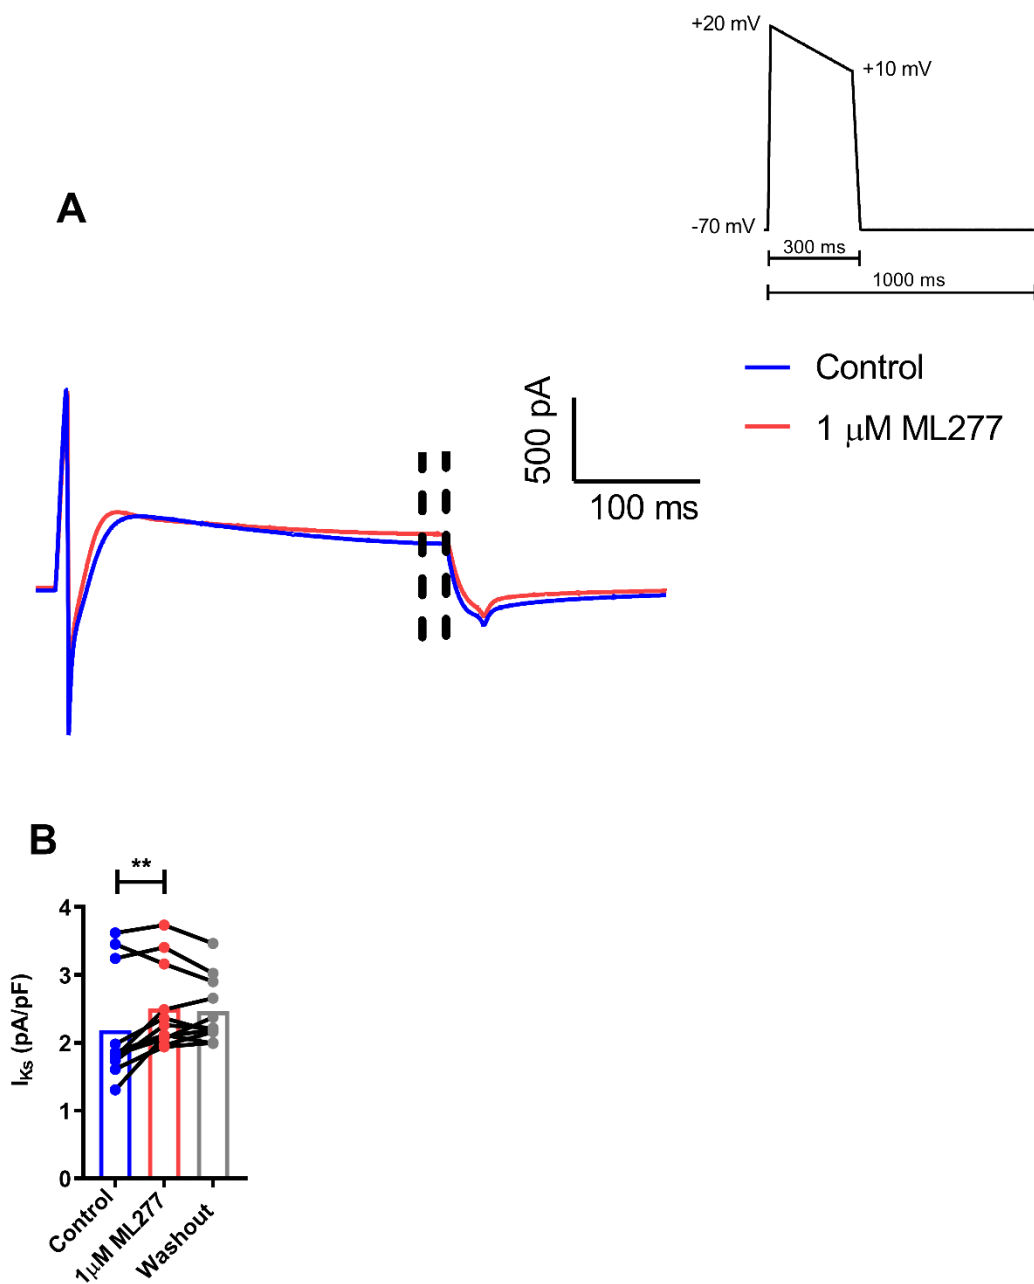 +20 mV
+10 mV
A
-70 mV
300 ms
1000 ms
Control
500 pA
1 μM ML277
100 ms
B
**
4
3
2
1
0
IKs (pA/pF)
Control
1μM ML277
Washout